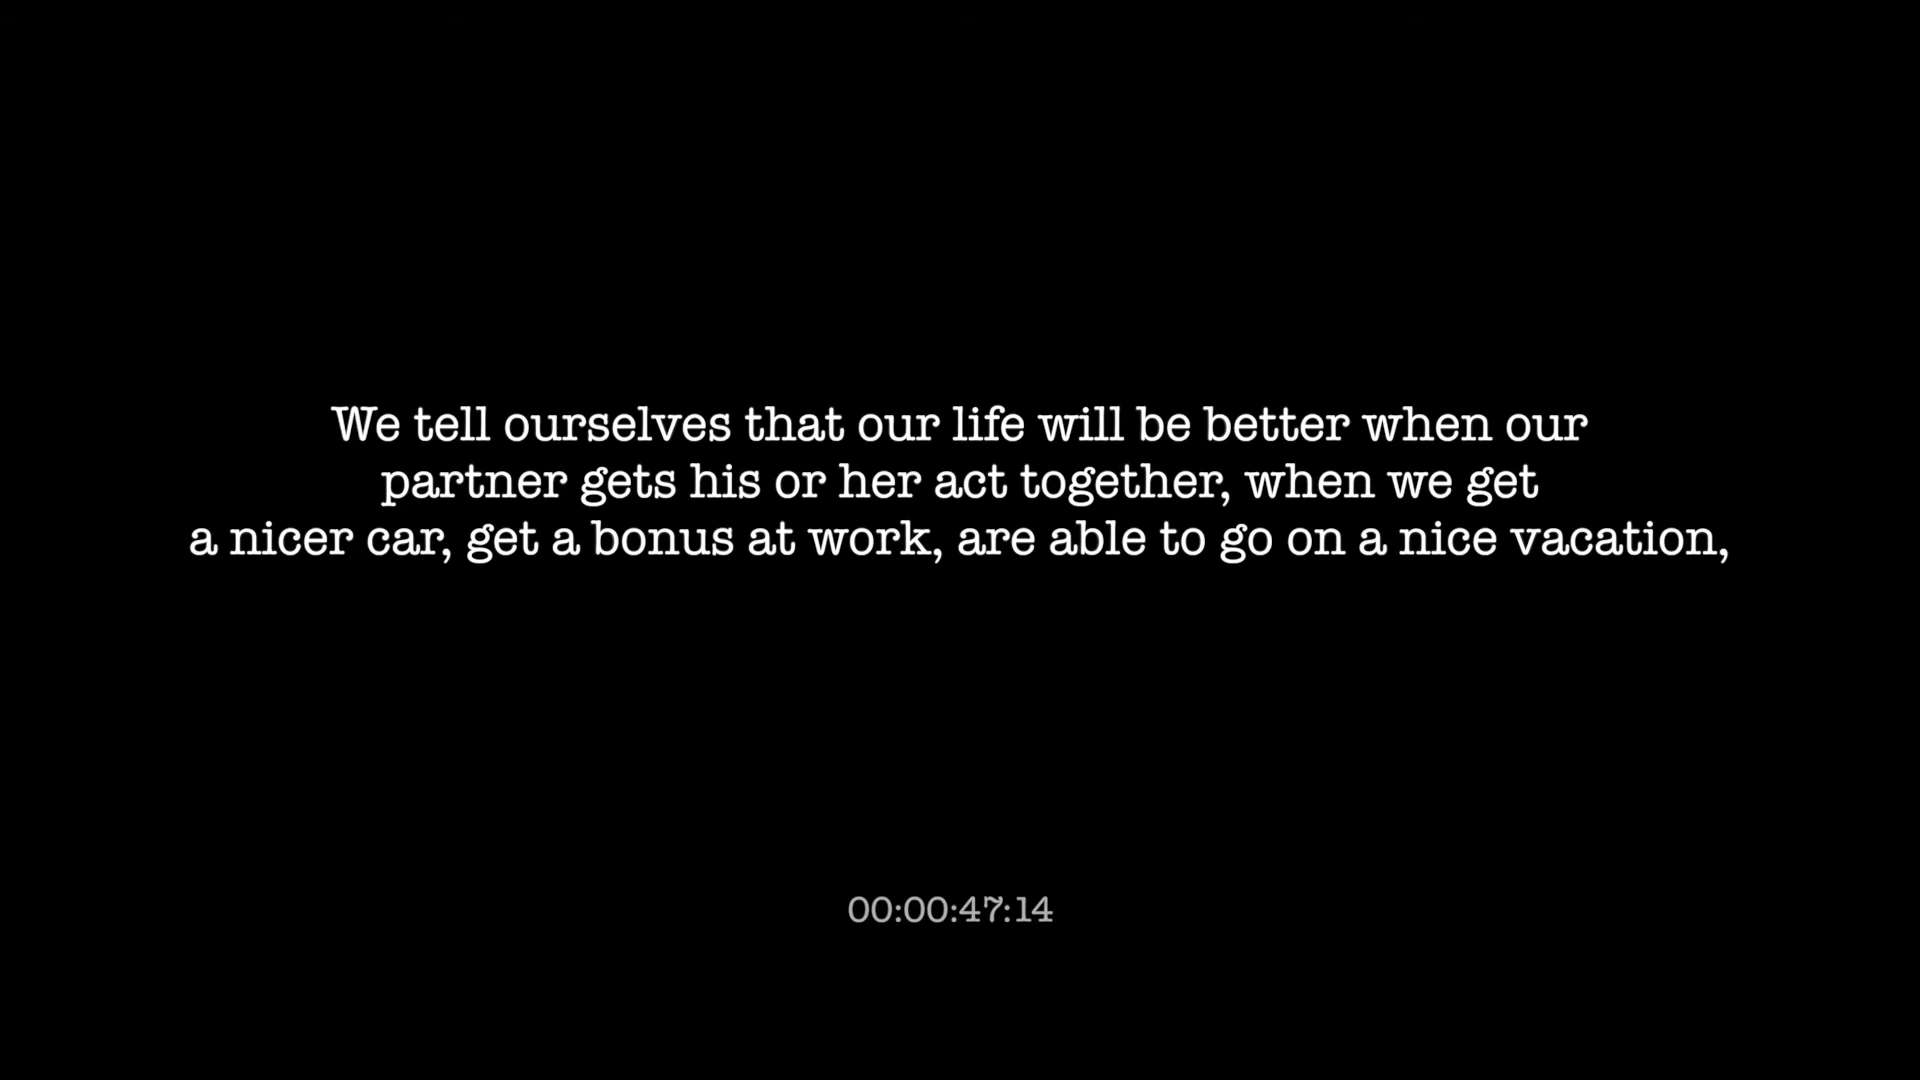 We tell ourselves that our life will be better when our
partner gets his or her act together, when we get
a nicer car, get a bonus at work, are able to go on a nice vacation,
00:00:47:14